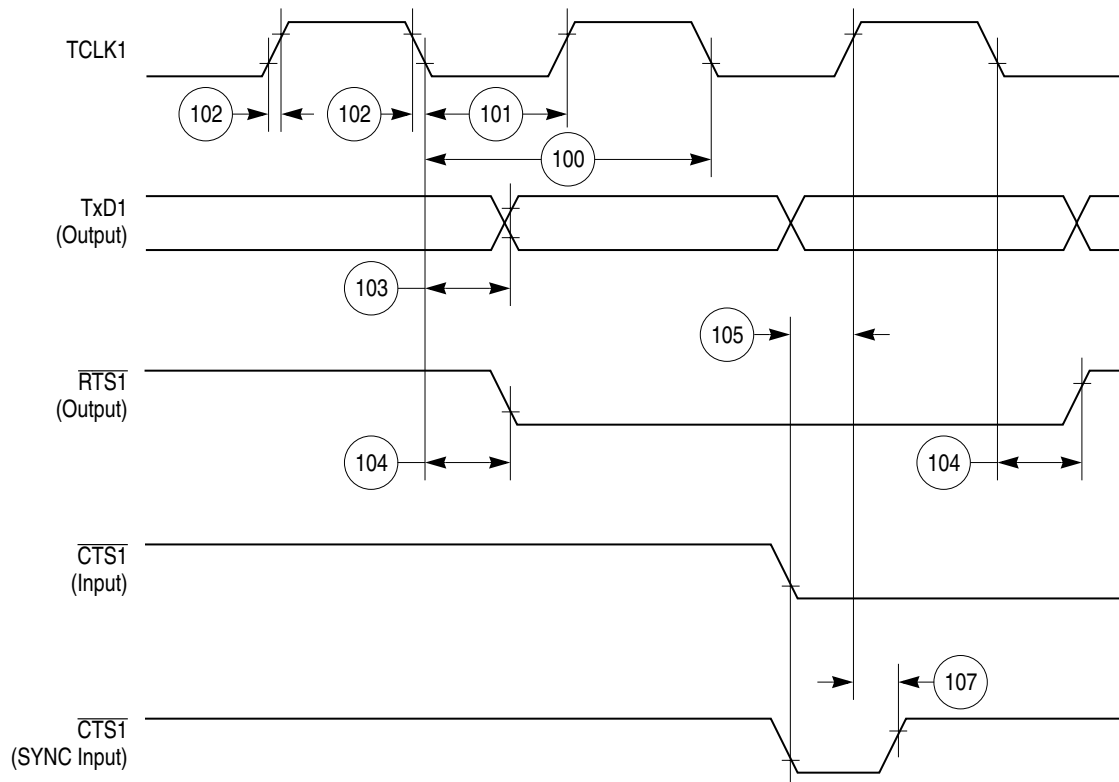 TCLK1
102
102
101
100
TxD1
(Output)
103
105
RTS1
(Output)
104
104
CTS1
(Input)
107
CTS1
(SYNC Input)